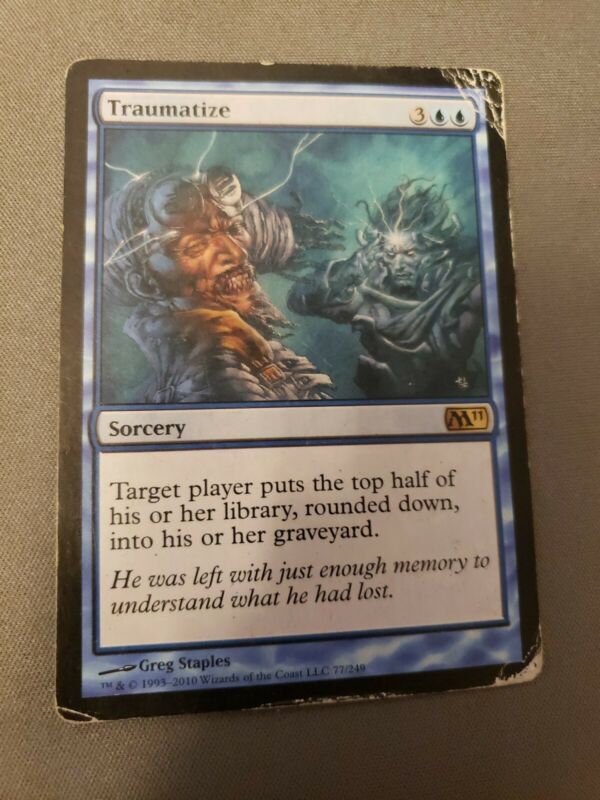 Traumatize 3
Sorcery M11
Target player puts the top half of
his or her library, rounded down,
into his or her graveyard.
He was left with just enough memory to
understand what he had lost.
Greg Staples
™ & © 1993–2010 Wizards of the Coast LLC 77/249